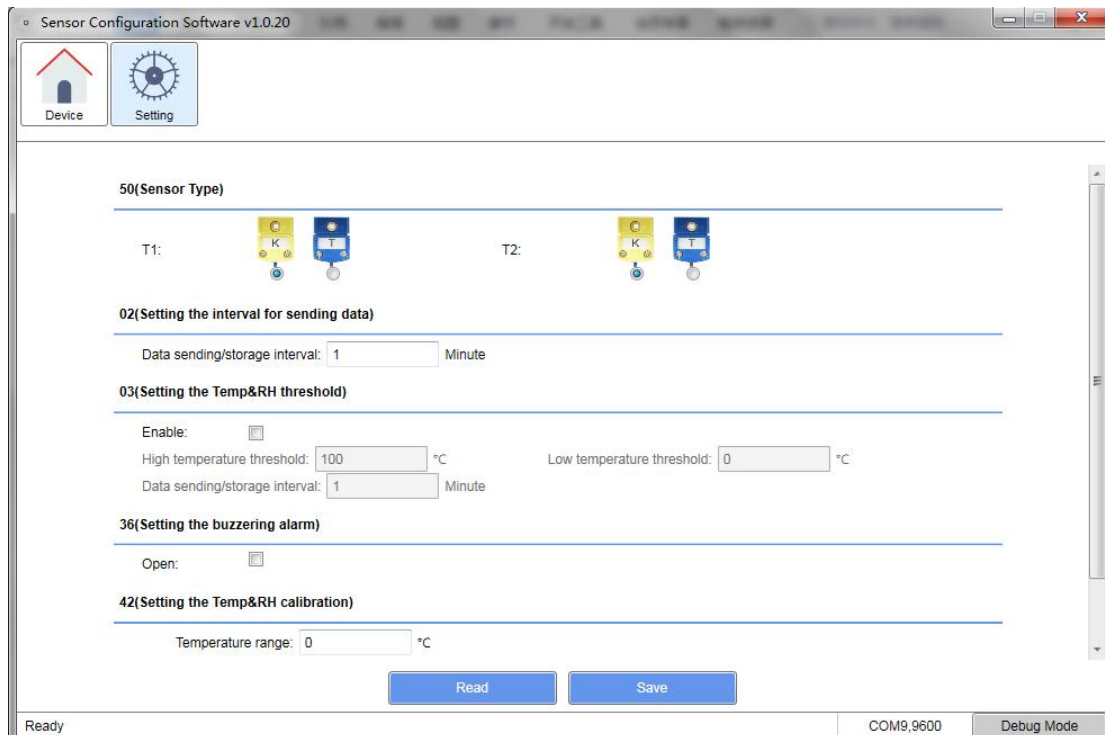 Sensor Configuration Software v1.0.20
Device Setting
50(Sensor Type)
T1: K T T2: K T
02(Setting the interval for sending data)
Data sending/storage interval: 1 Minute
03(Setting the Temp&RH threshold)
Enable:
High temperature threshold: 100 °C Low temperature threshold: 0 °C
Data sending/storage interval: 1 Minute
36(Setting the buzzering alarm)
Open:
42(Setting the Temp&RH calibration)
Temperature range: 0 °C
Read Save
Ready COM9,9600 Debug Mode